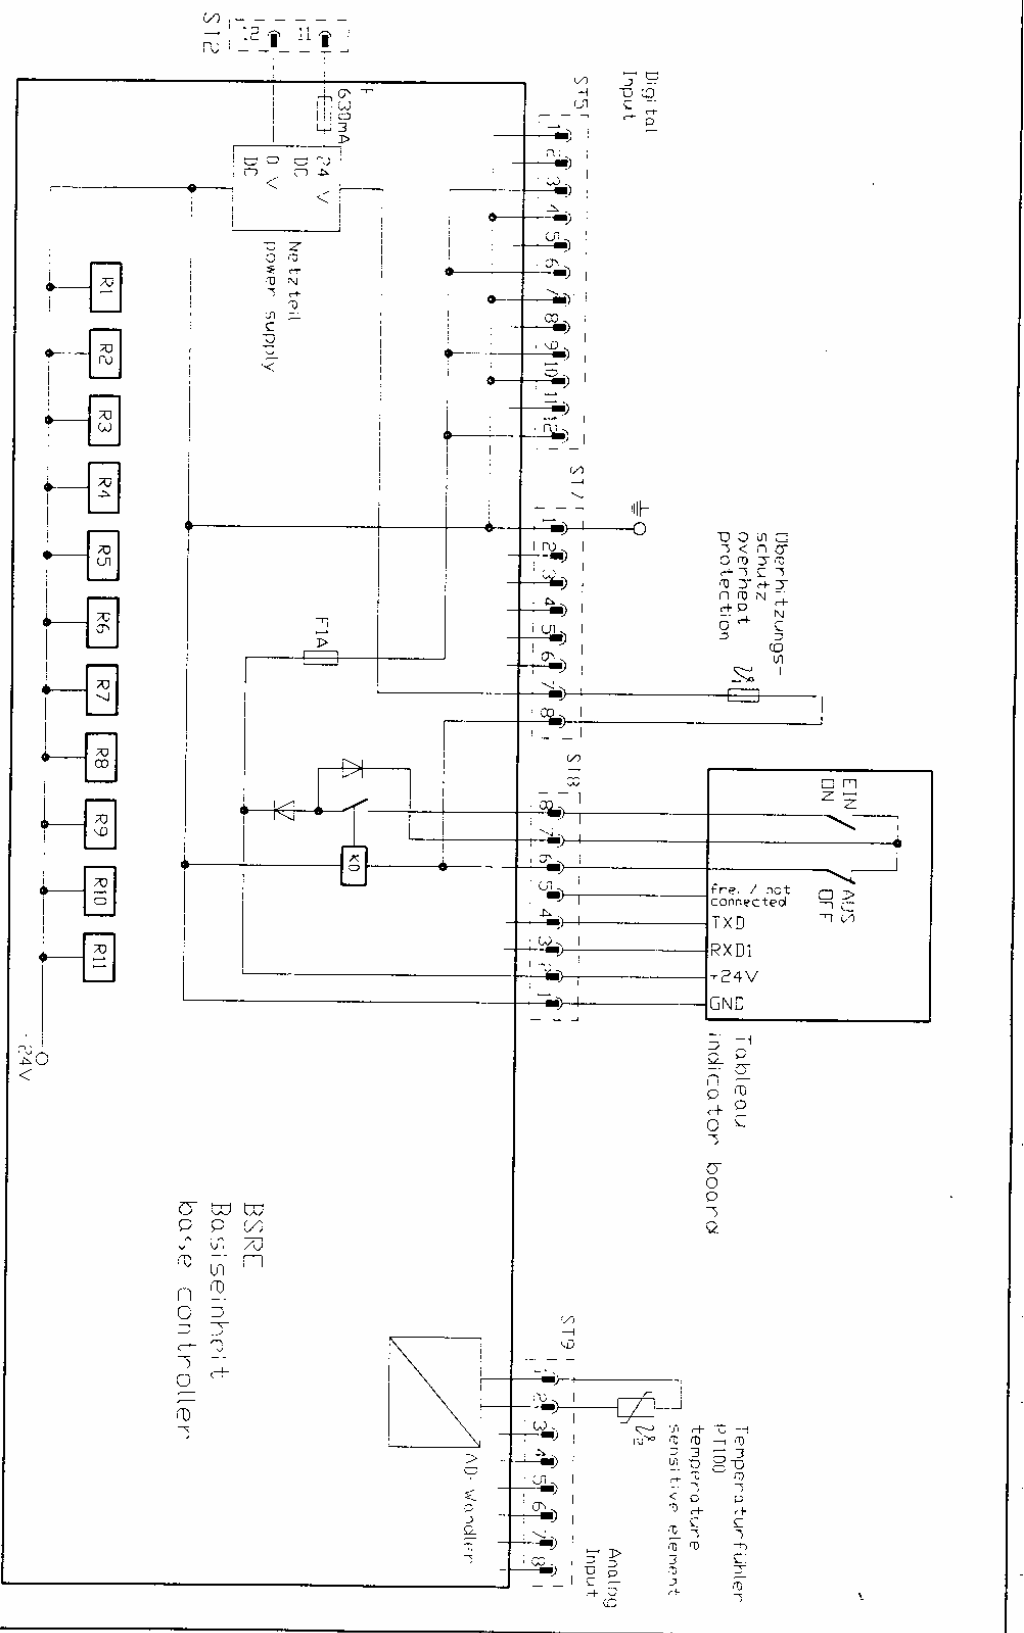 Digital
Input
ST5
1
2
3
4
5
6
7
8
9
10
11
12
ST7
1
2
3
4
5
6
7
8
Überhitzungs-
schutz
overheat
protection
ϑ1
ST8
8
7
6
5
4
3
2
1
EIN
ON
AUS
OFF
frei / not
connected
TXD
RXD1
+24V
GND
Tableau
indicator board
ST9
1
2
3
4
5
6
7
8
Temperaturfühler
PT100
temperature
sensitive element
ϑ2
Analog
Input
AD-Wandler
ST2
12
11
F
630mA
24 V
DC
0 V
DC
Netzteil
power supply
F1A
K0
R1
R2
R3
R4
R5
R6
R7
R8
R9
R10
R11
24V
BSRC
Basiseinheit
base controller